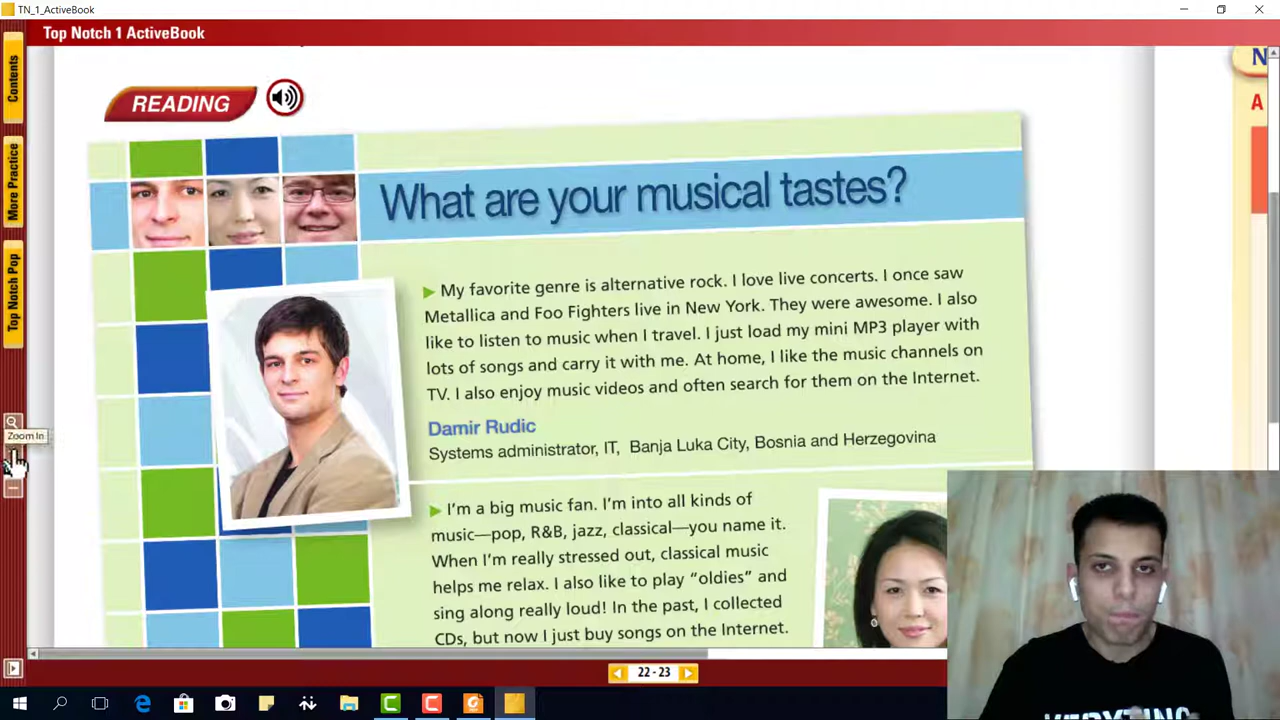 TN_1_ActiveBook
Top Notch 1 ActiveBook
Contents
More Practice
Top Notch Pop
Zoom In
READING
What are your musical tastes?
My favorite genre is alternative rock. I love live concerts. I once saw
Metallica and Foo Fighters live in New York. They were awesome. I also
like to listen to music when I travel. I just load my mini MP3 player with
lots of songs and carry it with me. At home, I like the music channels on
TV. I also enjoy music videos and often search for them on the Internet.
Damir Rudic
Systems administrator, IT, Banja Luka City, Bosnia and Herzegovina
I'm a big music fan. I'm into all kinds of
music—pop, R&B, jazz, classical—you name it.
When I'm really stressed out, classical music
helps me relax. I also like to play "oldies" and
sing along really loud! In the past, I collected
CDs, but now I just buy songs on the Internet.
N
A
22 - 23